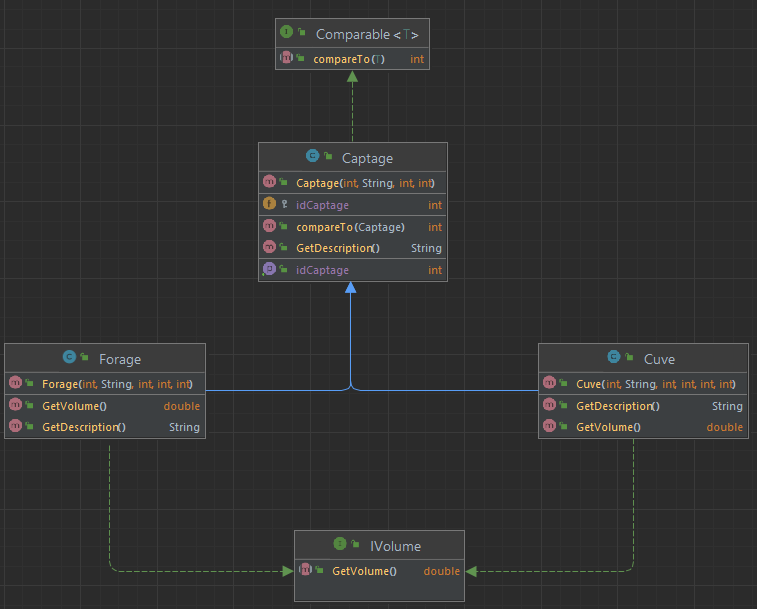 Comparable <T>
compareTo(T) int
Captage
Captage(int, String, int, int)
idCaptage int
compareTo(Captage) int
GetDescription() String
idCaptage int
Forage
Forage(int, String, int, int, int)
GetVolume() double
GetDescription() String
Cuve
Cuve(int, String, int, int, int, int)
GetDescription() String
GetVolume() double
IVolume
GetVolume() double